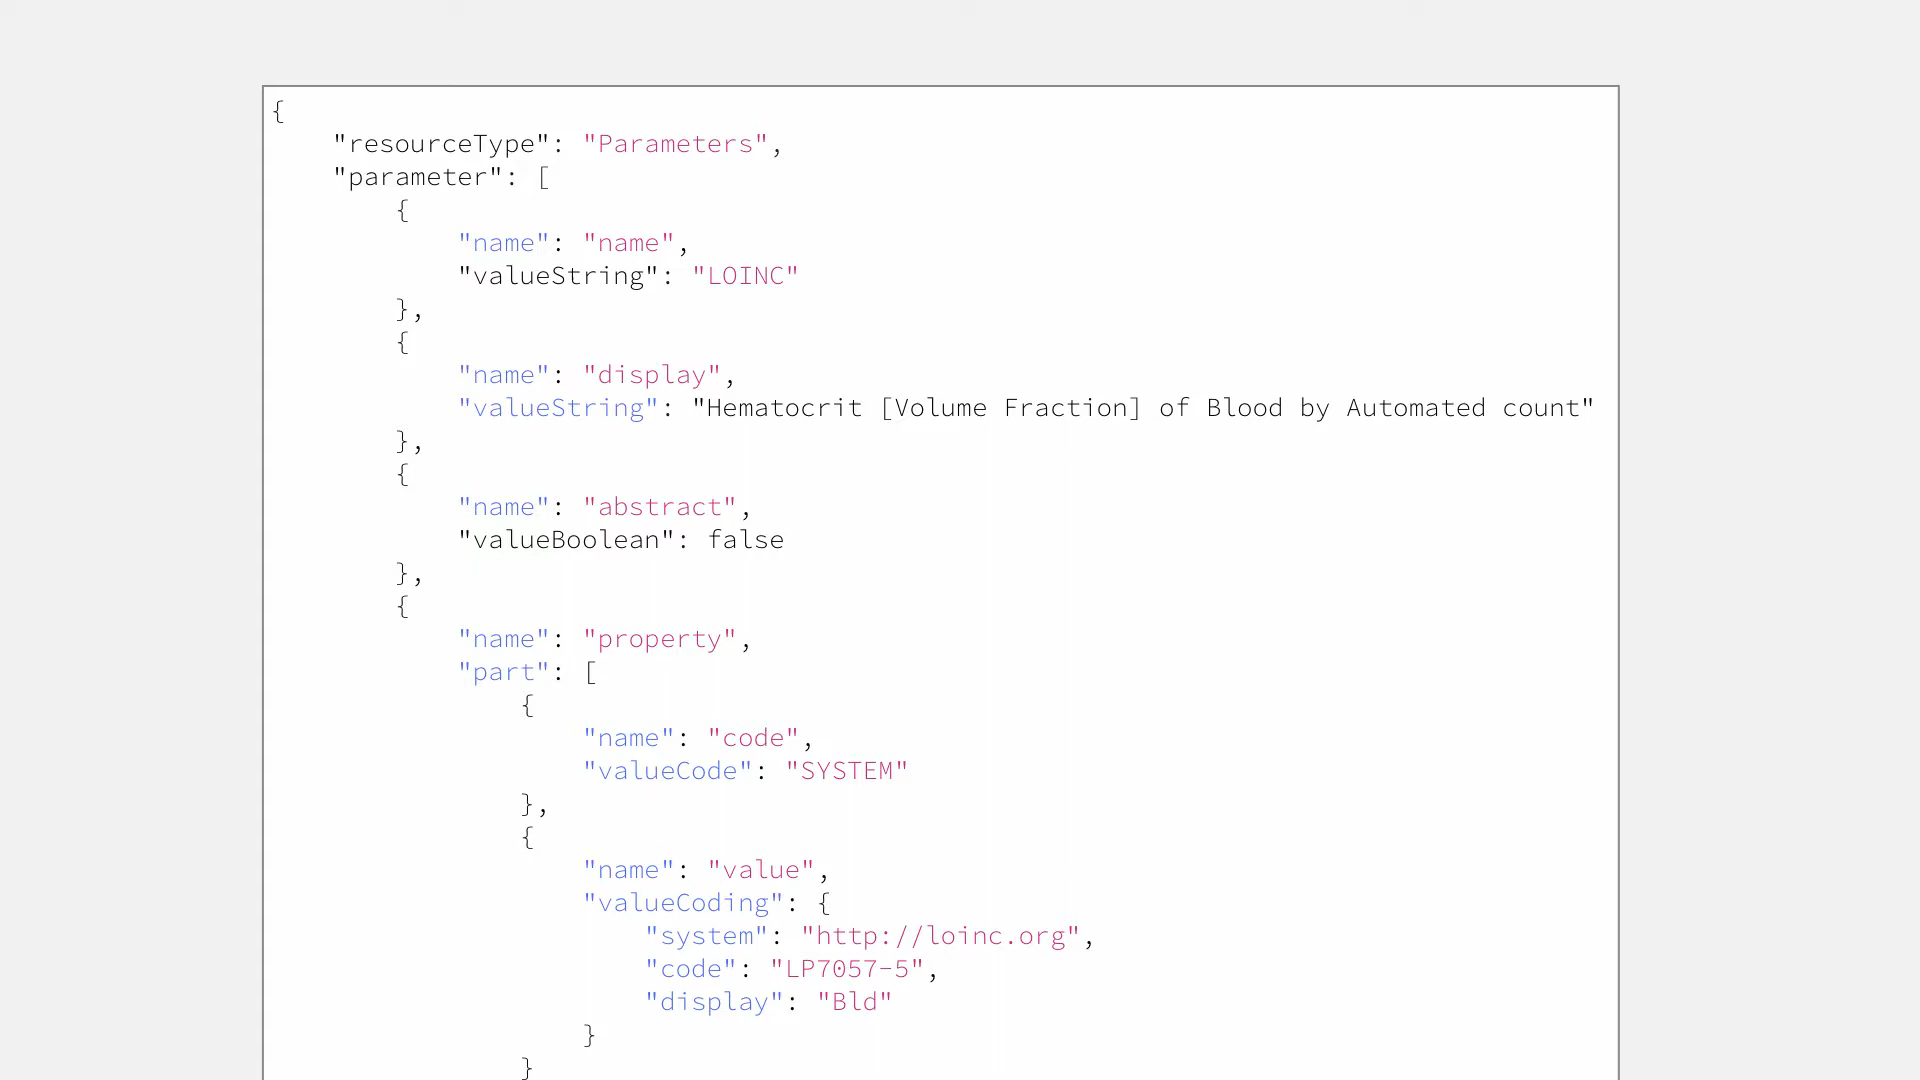 {
    "resourceType": "Parameters",
    "parameter": [
        {
            "name": "name",
            "valueString": "LOINC"
        },
        {
            "name": "display",
            "valueString": "Hematocrit [Volume Fraction] of Blood by Automated count"
        },
        {
            "name": "abstract",
            "valueBoolean": false
        },
        {
            "name": "property",
            "part": [
                {
                    "name": "code",
                    "valueCode": "SYSTEM"
                },
                {
                    "name": "value",
                    "valueCoding": {
                        "system": "http://loinc.org",
                        "code": "LP7057-5",
                        "display": "Bld"
                    }
                }